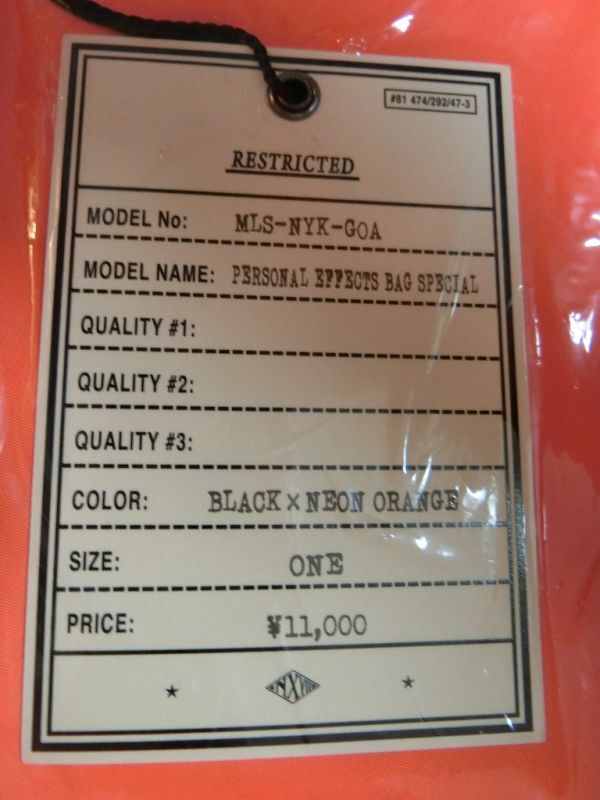 #81 474/292/47-3
RESTRICTED
MODEL No: MLS-NYK-GOA
MODEL NAME: PERSONAL EFFECTS BAG SPECIAL
QUALITY #1:
QUALITY #2:
QUALITY #3:
COLOR: BLACK×NEON ORANGE
SIZE: ONE
PRICE: ¥11,000